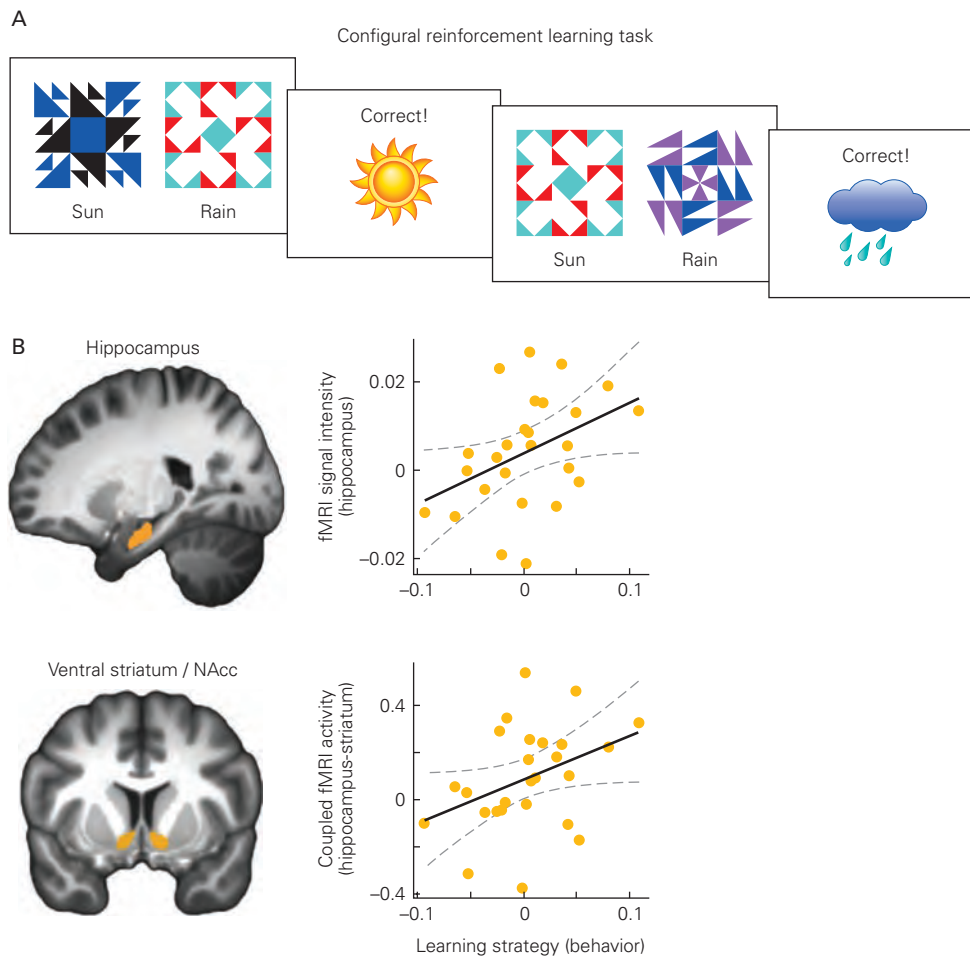 A
Configural reinforcement learning task
Sun
Rain
Correct!
Sun
Rain
Correct!
B
Hippocampus
fMRI signal intensity
(hippocampus)
0.02
0
–0.02
–0.1
0
0.1
Ventral striatum / NAcc
Coupled fMRI activity
(hippocampus-striatum)
0.4
0
–0.4
–0.1
0
0.1
Learning strategy (behavior)